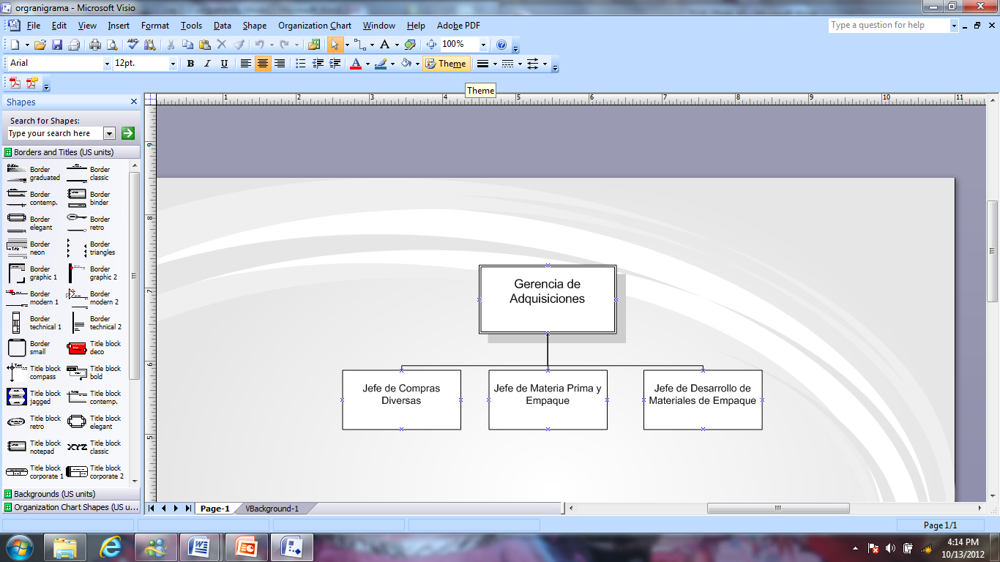 orgranigrama - Microsoft Visio
File Edit View Insert Format Tools Data Shape Organization Chart Window Help Adobe PDF
Type a question for help
100%
Arial
12pt.
B I U
Theme
Theme
Shapes
Search for Shapes:
Type your search here
Borders and Titles (US units)
Border graduated
Border classic
Border contemp.
Border binder
Border elegant
Border retro
Border neon
Border triangles
Border graphic 1
Border graphic 2
Border modern 1
Border modern 2
Border technical 1
Border technical 2
Border small
Title block deco
Title block compass
Title block bold
Title block jagged
Title block contemp.
Title block retro
Title block elegant
Title block notepad
Title block classic
Title block corporate 1
Title block corporate 2
Backgrounds (US units)
Organization Chart Shapes (US u...
1 2 3 4 5 6 7 8 9 10 11
9
8
7
6
5
Gerencia de
Adquisiciones
Jefe de Compras
Diversas
Jefe de Materia Prima y
Empaque
Jefe de Desarrollo de
Materiales de Empaque
Page-1
VBackground-1
Page 1/1
4:14 PM
10/13/2012